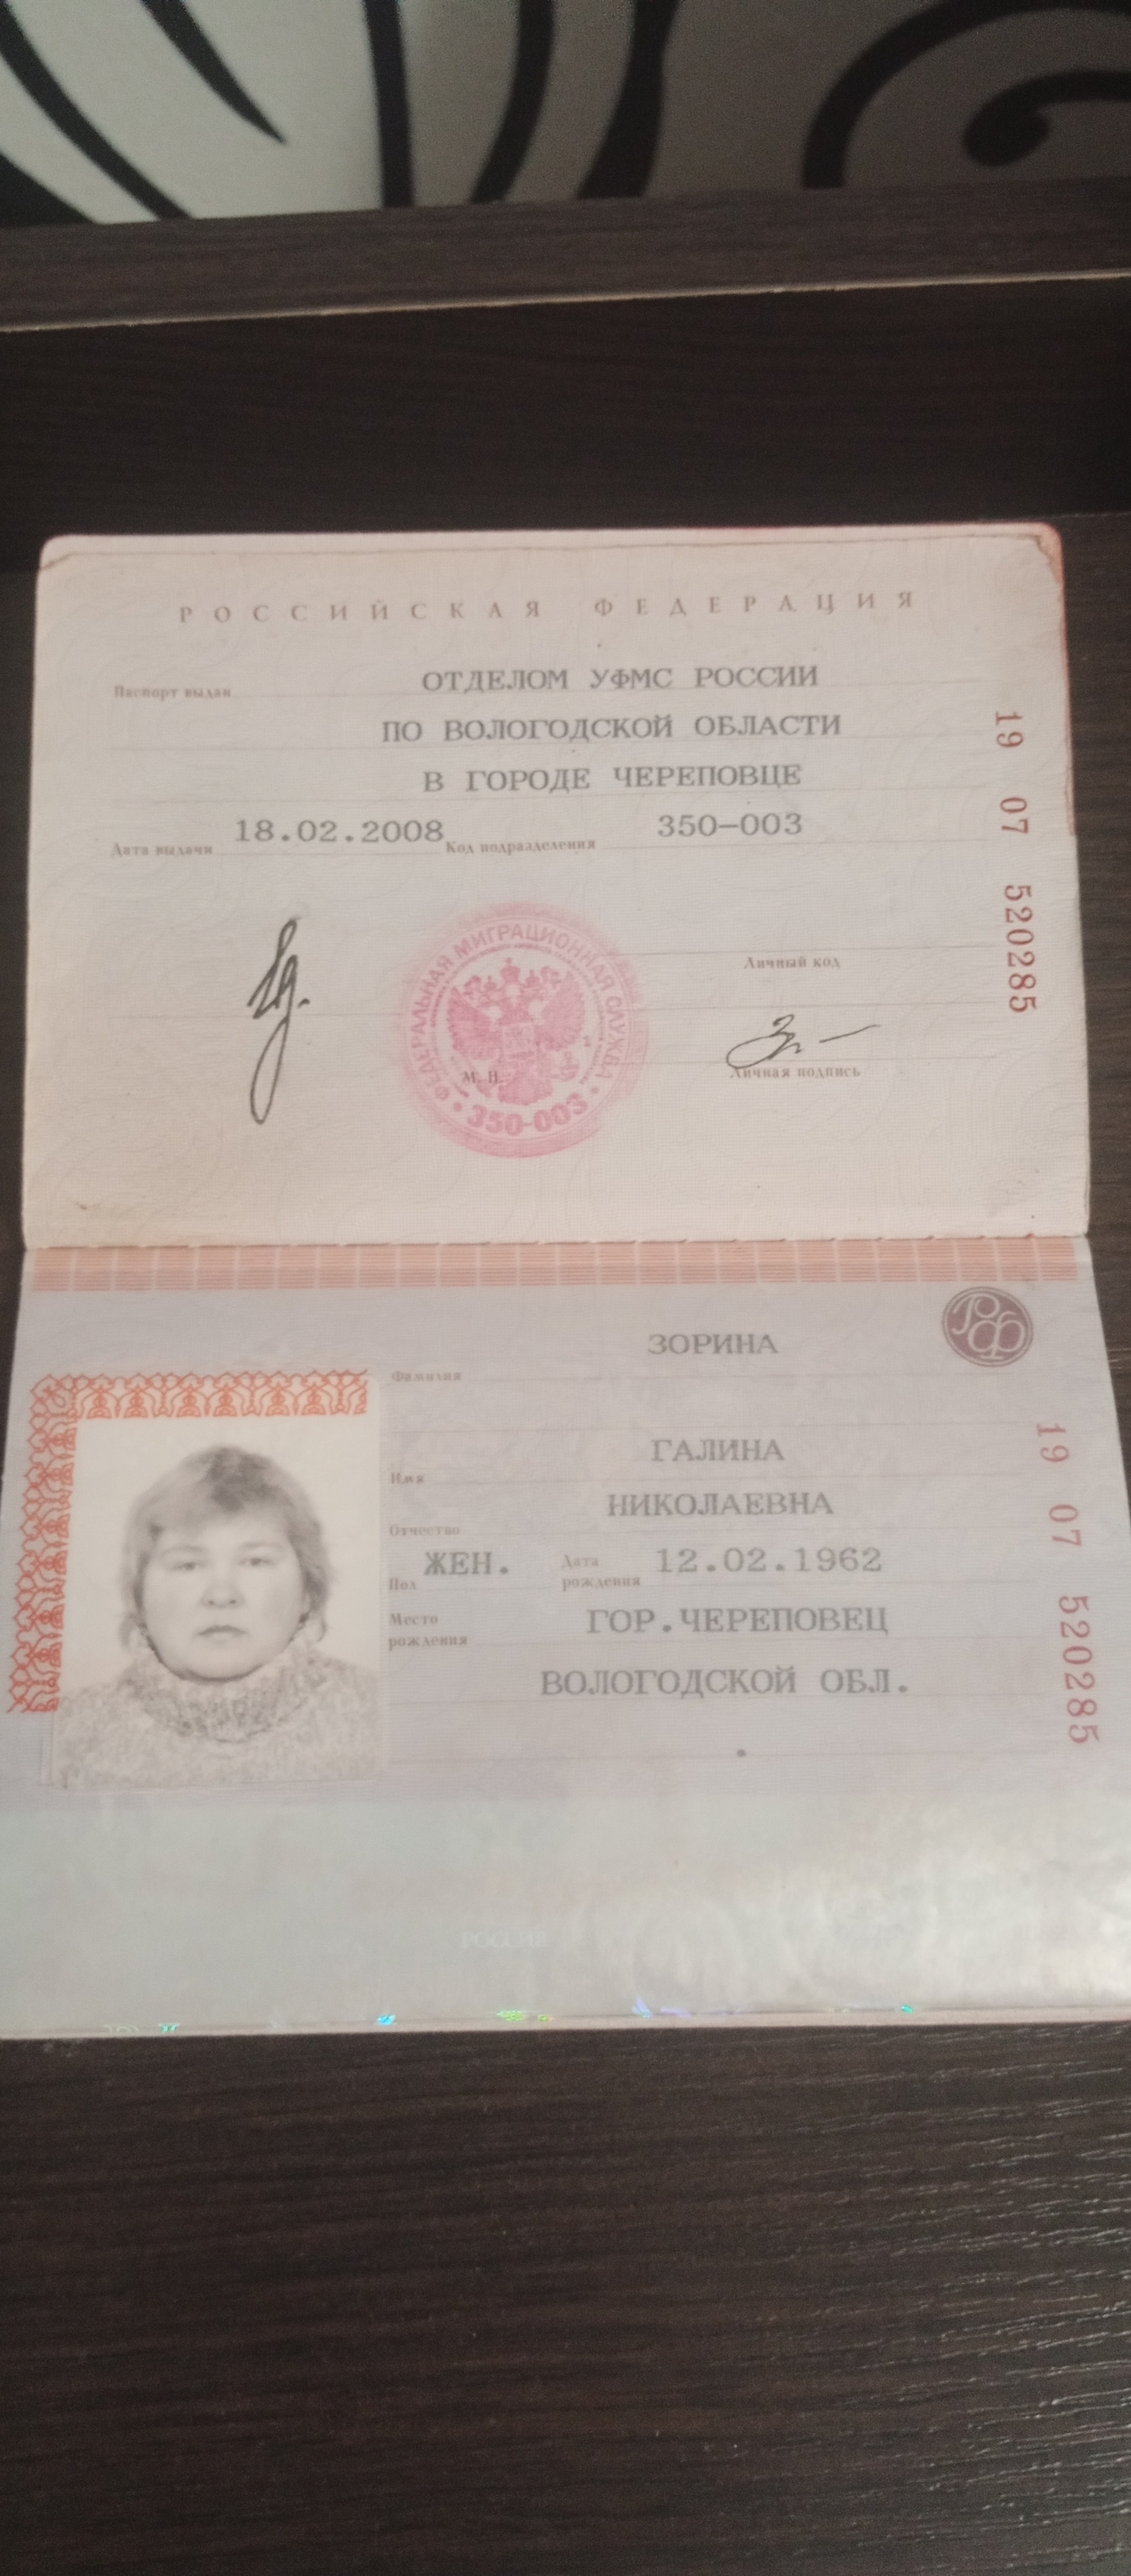 РОССИЙСКАЯ ФЕДЕРАЦИЯ
Паспорт выдан ОТДЕЛОМ УФМС РОССИИ
ПО ВОЛОГОДСКОЙ ОБЛАСТИ
В ГОРОДЕ ЧЕРЕПОВЦЕ
Дата выдачи 18.02.2008 Код подразделения 350-003
19 07 520285
Личный код
ФЕДЕРАЛЬНАЯ МИГРАЦИОННАЯ СЛУЖБА
М. П.
350-003
Личная подпись
РФ
ЗОРИНА
Фамилия
ГАЛИНА
Имя
НИКОЛАЕВНА
Отчество
Пол ЖЕН. Дата рождения 12.02.1962
Место рождения ГОР.ЧЕРЕПОВЕЦ
ВОЛОГОДСКОЙ ОБЛ.
19 07 520285
РОССИЯ